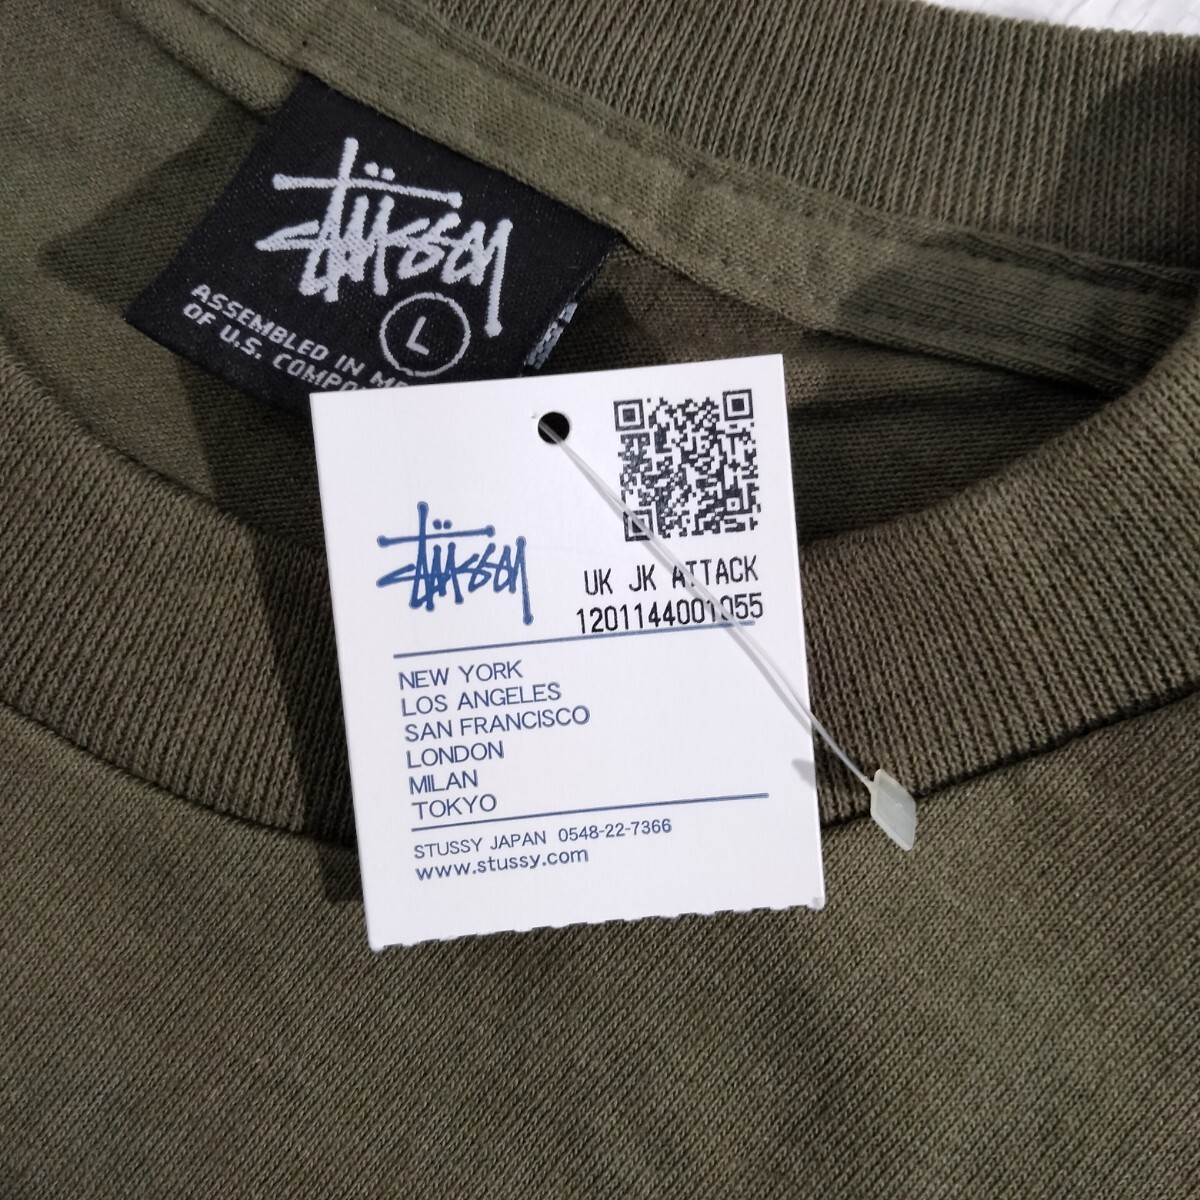 STÜSSY
L
ASSEMBLED IN
OF U.S.
STÜSSY
UK JK ATTACK
1201144001055
NEW YORK
LOS ANGELES
SAN FRANCISCO
LONDON
MILAN
TOKYO
STUSSY JAPAN 0548-22-7366
www.stussy.com